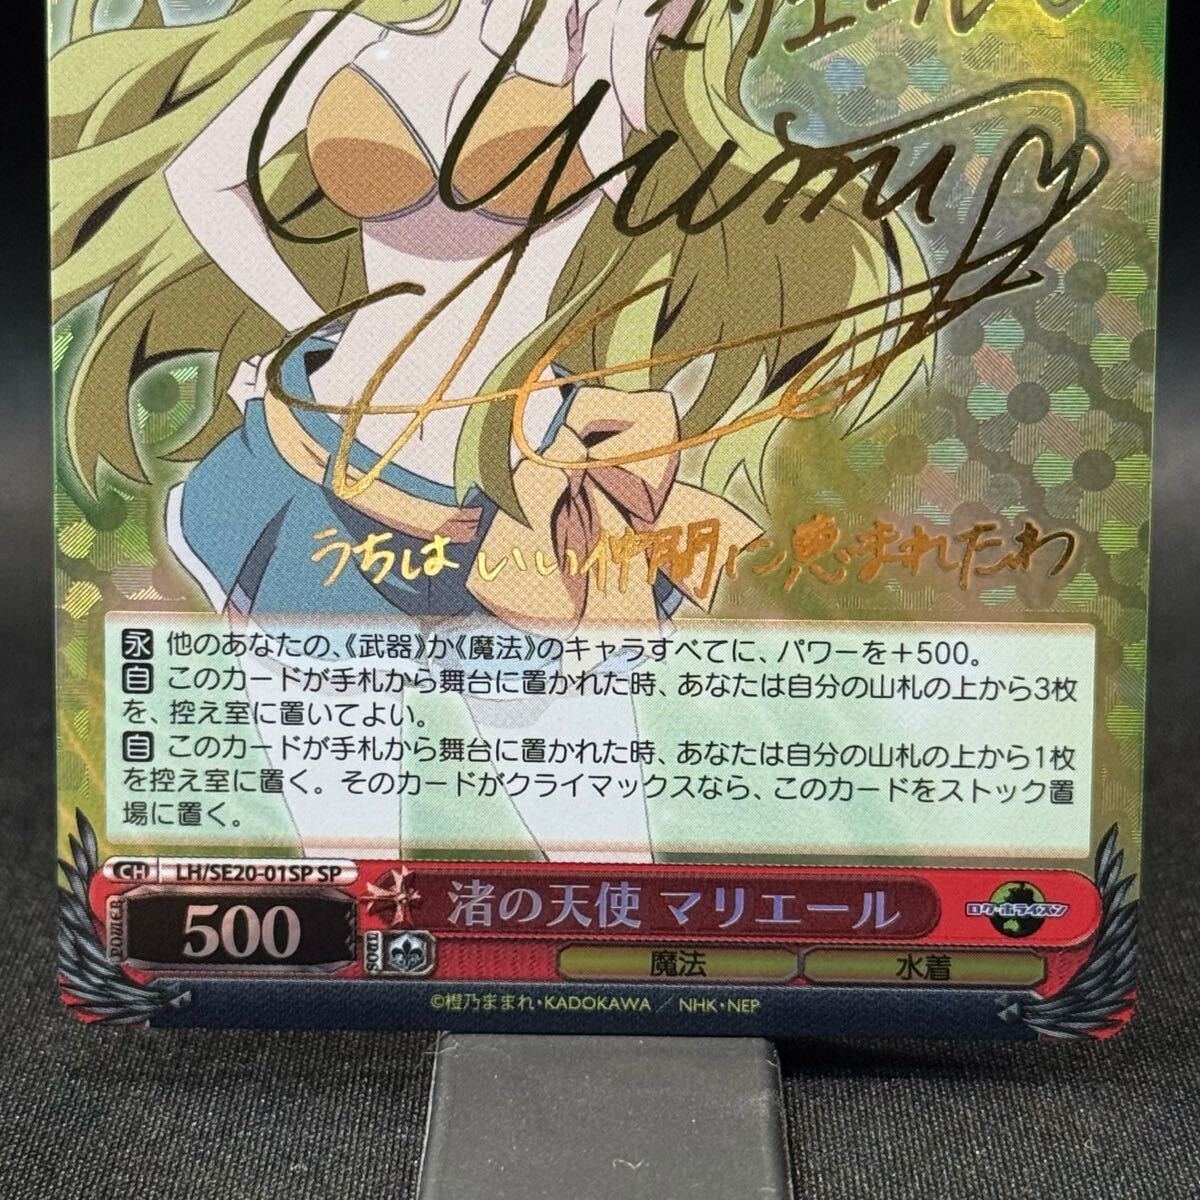 マリエール
yumi
うちはいい仲間に恵まれたわ
永 他のあなたの、《武器》か《魔法》のキャラすべてに、パワーを＋500。
自 このカードが手札から舞台に置かれた時、あなたは自分の山札の上から3枚
を、控え室に置いてよい。
自 このカードが手札から舞台に置かれた時、あなたは自分の山札の上から1枚
を控え室に置く。そのカードがクライマックスなら、このカードをストック置
場に置く。
CH LH/SE20-01SP SP
POWER 500
SOUL
渚の天使 マリエール
ログ・ホライズン
魔法 水着
©橙乃ままれ・KADOKAWA／NHK・NEP